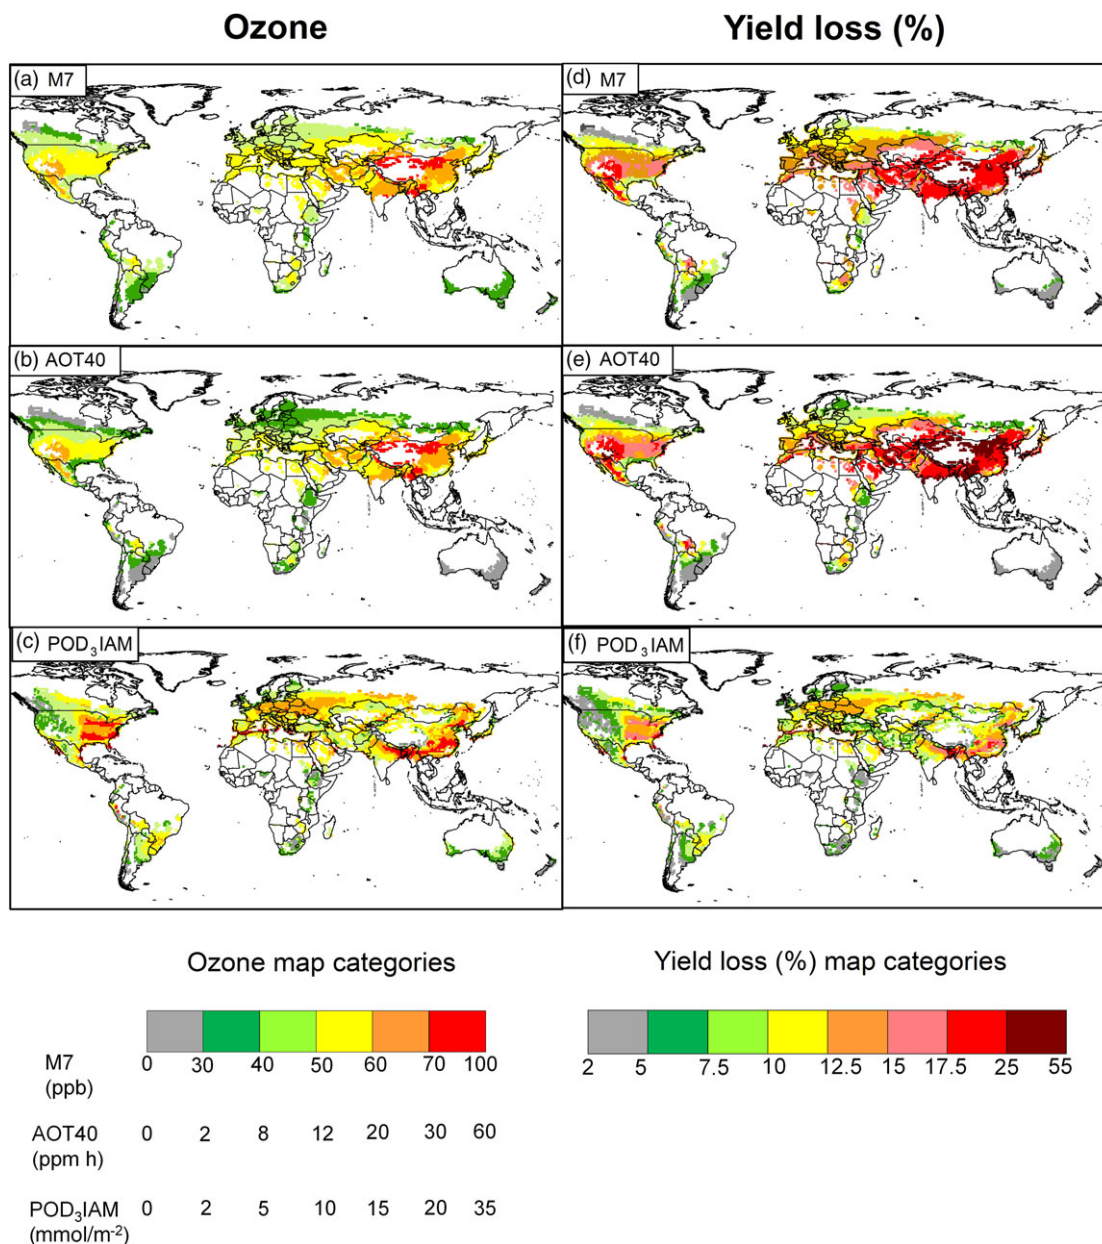 Ozone
Yield loss (%)
(a) M7
(d) M7
(b) AOT40
(e) AOT40
(c) POD₃IAM
(f) POD₃IAM
Ozone map categories
Yield loss (%) map categories
M7 (ppb) 0 30 40 50 60 70 100
2 5 7.5 10 12.5 15 17.5 25 55
AOT40 (ppm h) 0 2 8 12 20 30 60
POD₃IAM (mmol/m⁻²) 0 2 5 10 15 20 35